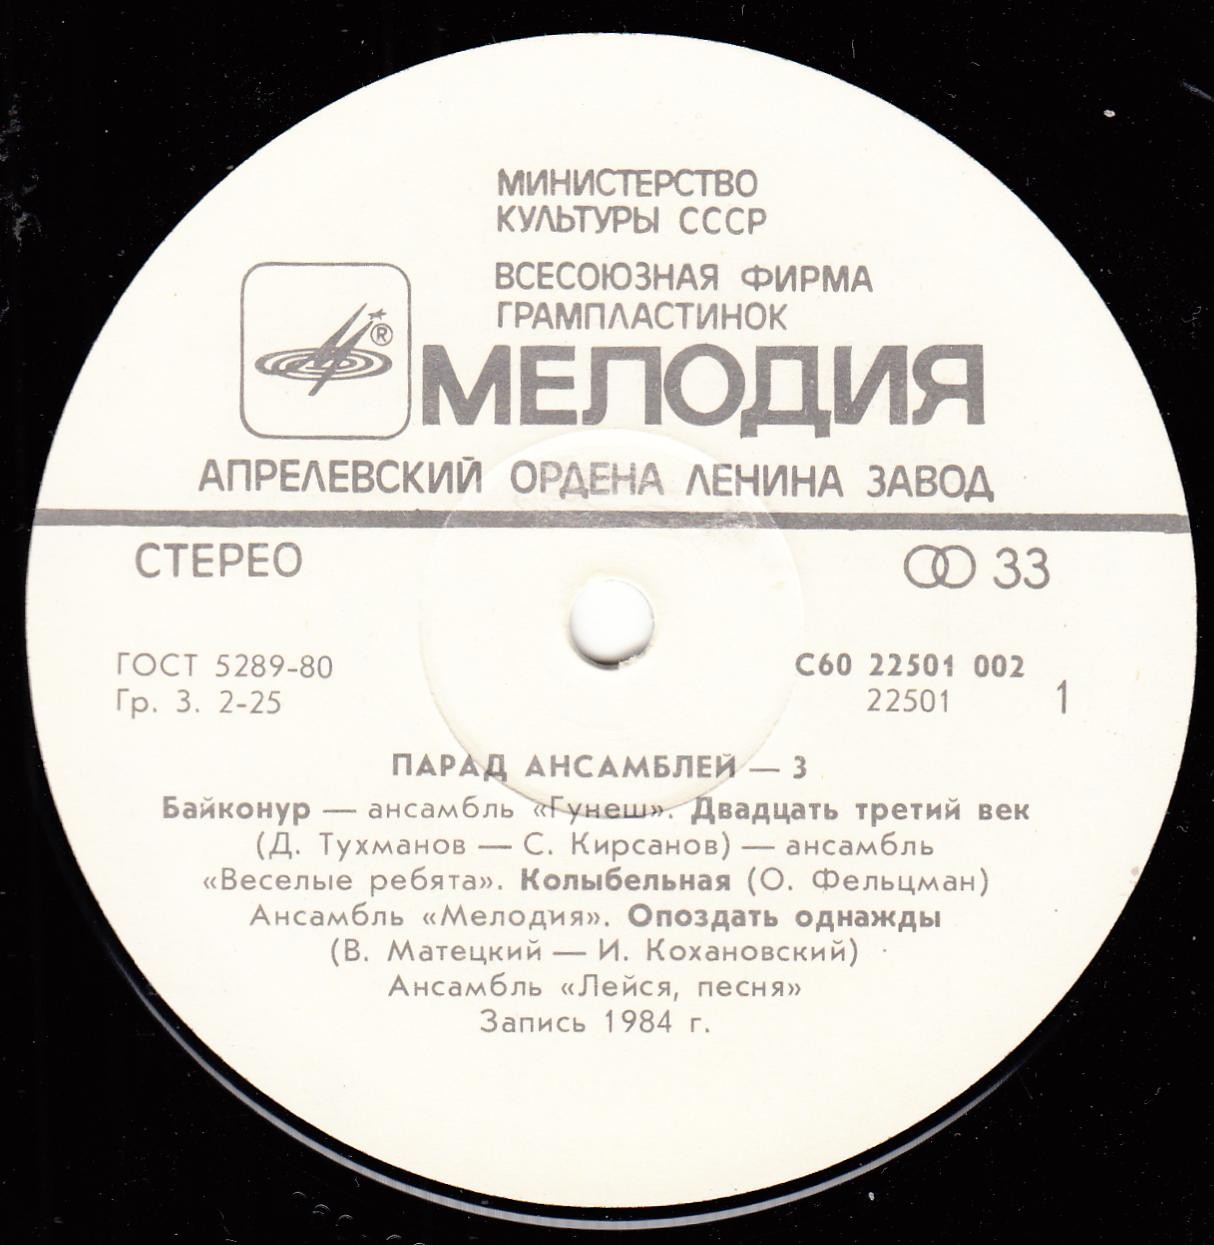 МИНИСТЕРСТВО
КУЛЬТУРЫ СССР
ВСЕСОЮЗНАЯ ФИРМА
ГРАМПЛАСТИНОК
®
МЕЛОДИЯ
АПРЕЛЕВСКИЙ ОРДЕНА ЛЕНИНА ЗАВОД
СТЕРЕО
33
ГОСТ 5289-80
Гр. 3. 2-25
С60 22501 002
22501
1
ПАРАД АНСАМБЛЕЙ — 3
Байконур — ансамбль «Гунеш». Двадцать третий век
(Д. Тухманов — С. Кирсанов) — ансамбль
«Веселые ребята». Колыбельная (О. Фельцман)
Ансамбль «Мелодия». Опоздать однажды
(В. Матецкий — И. Кохановский)
Ансамбль «Лейся, песня»
Запись 1984 г.